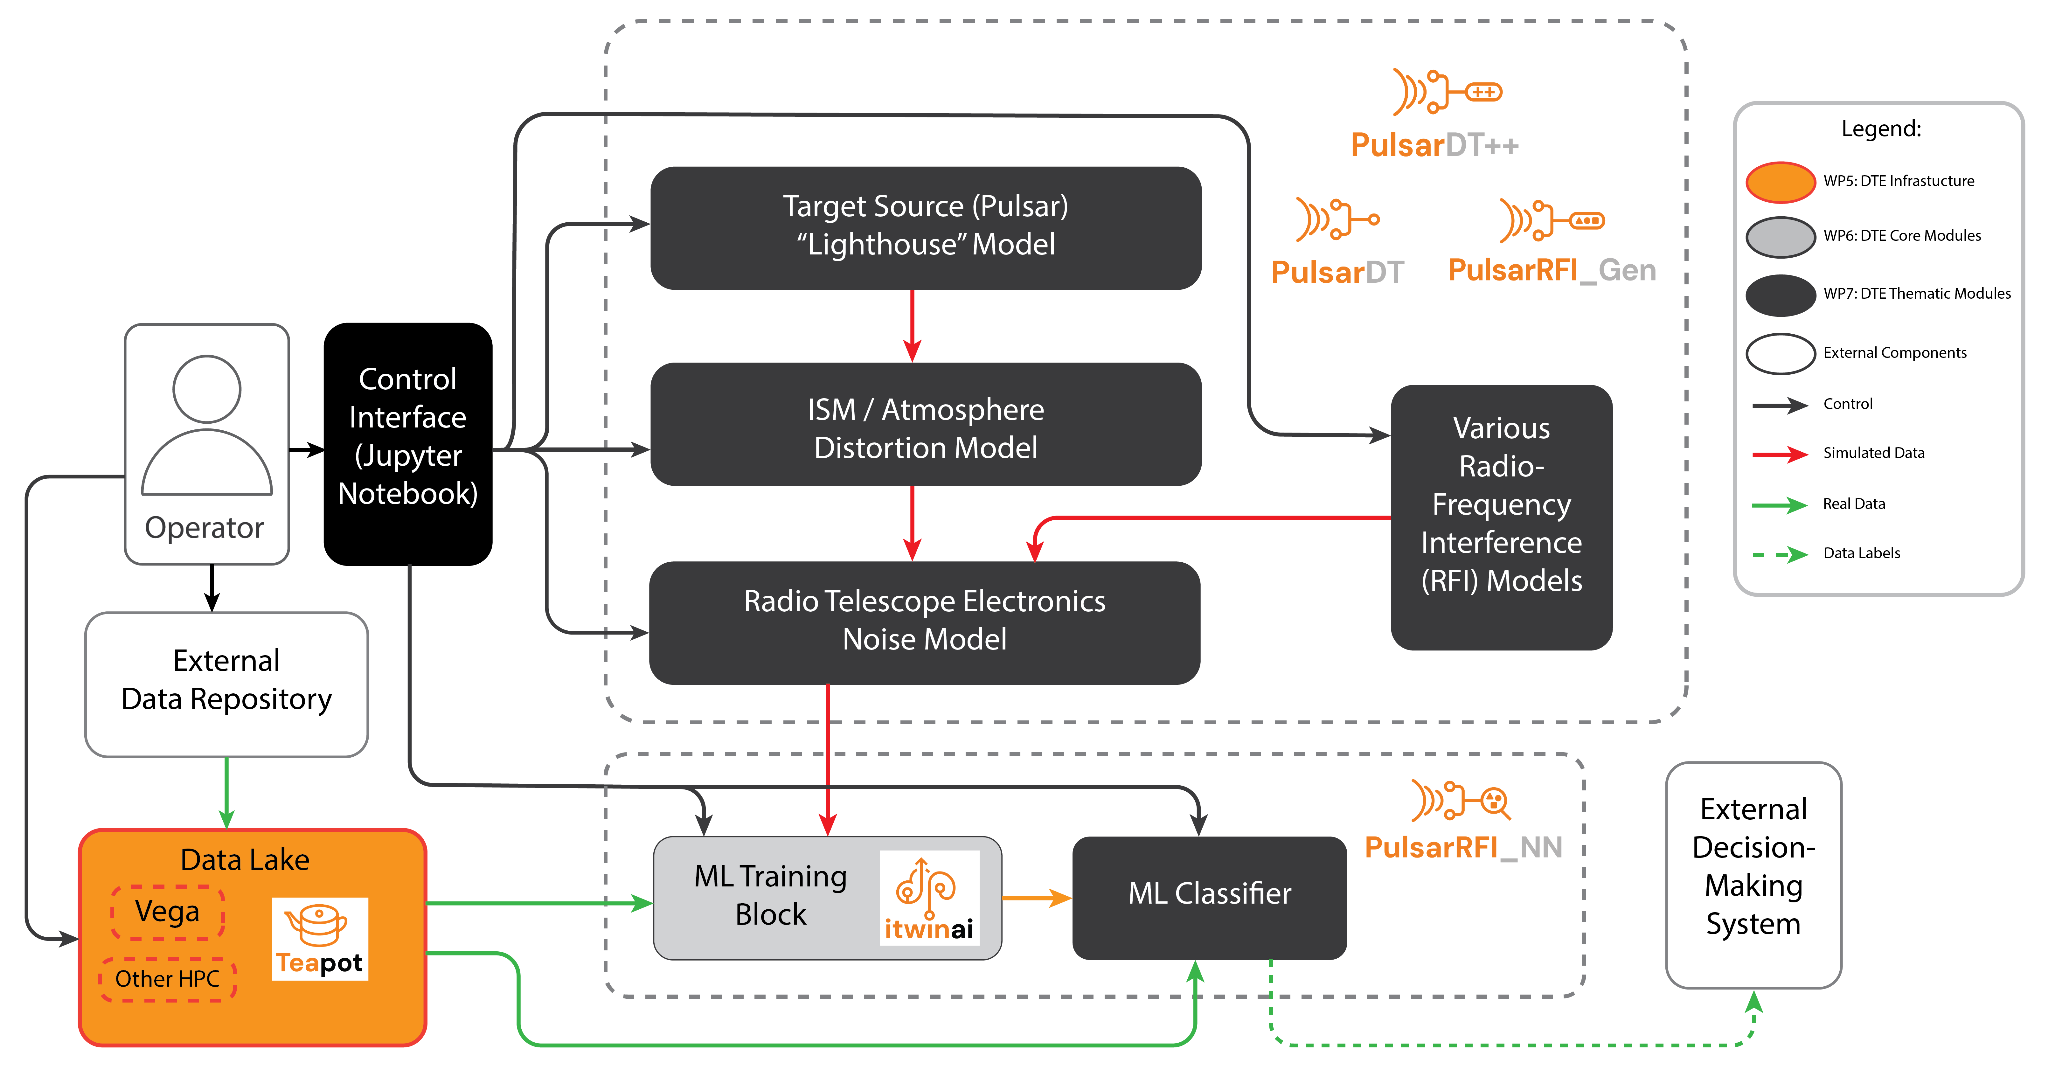 PulsarDT++
PulsarDT
PulsarRFI_Gen
Target Source (Pulsar)
“Lighthouse” Model
ISM / Atmosphere
Distortion Model
Radio Telescope Electronics
Noise Model
Various
Radio-
Frequency
Interference
(RFI) Models
Operator
Control
Interface
(Jupyter
Notebook)
External
Data Repository
Data Lake
Vega
Other HPC
Teapot
ML Training
Block
itwinai
ML Classifier
PulsarRFI_NN
External
Decision-
Making
System
Legend:
WP5: DTE Infrastucture
WP6: DTE Core Modules
WP7: DTE Thematic Modules
External Components
Control
Simulated Data
Real Data
Data Labels
++